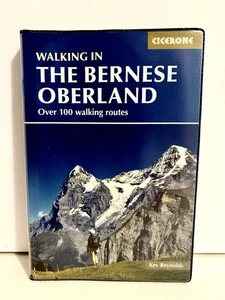 CICERONE
WALKING IN
THE BERNESE
OBERLAND
Over 100 walking routes
Kev Reynolds